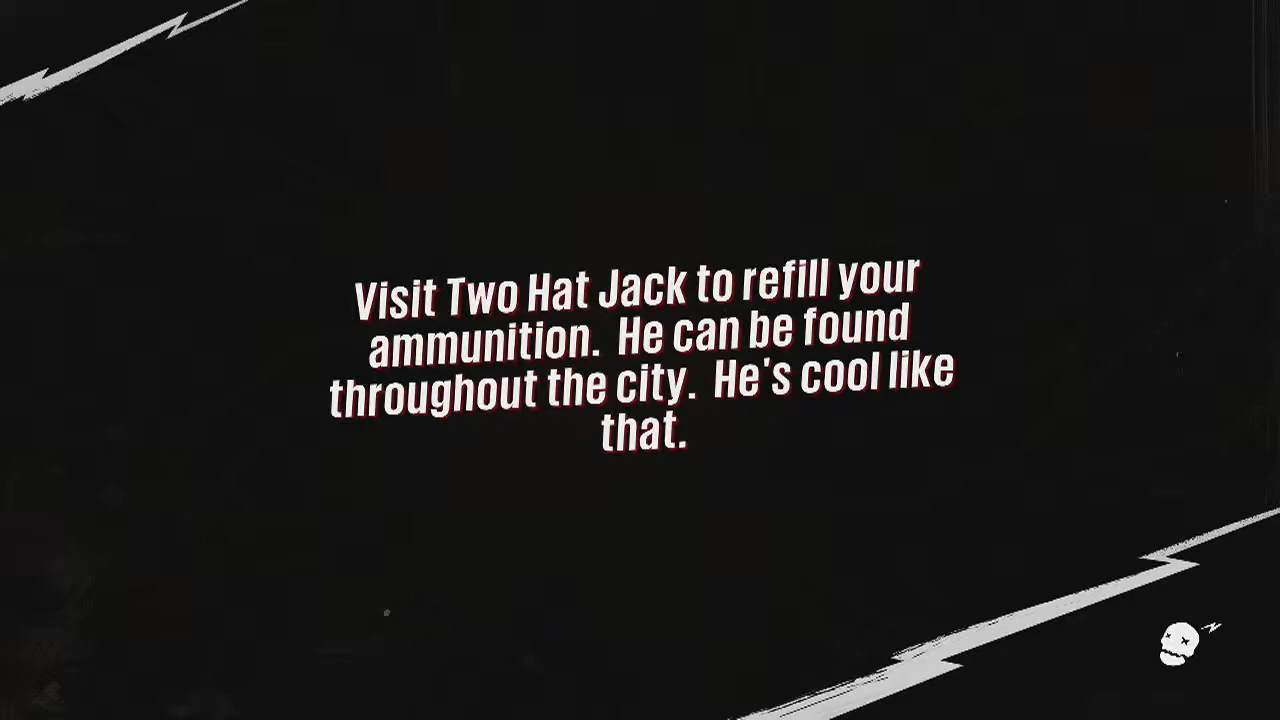 Visit Two Hat Jack to refill your
ammunition.  He can be found
throughout the city.  He's cool like
that.